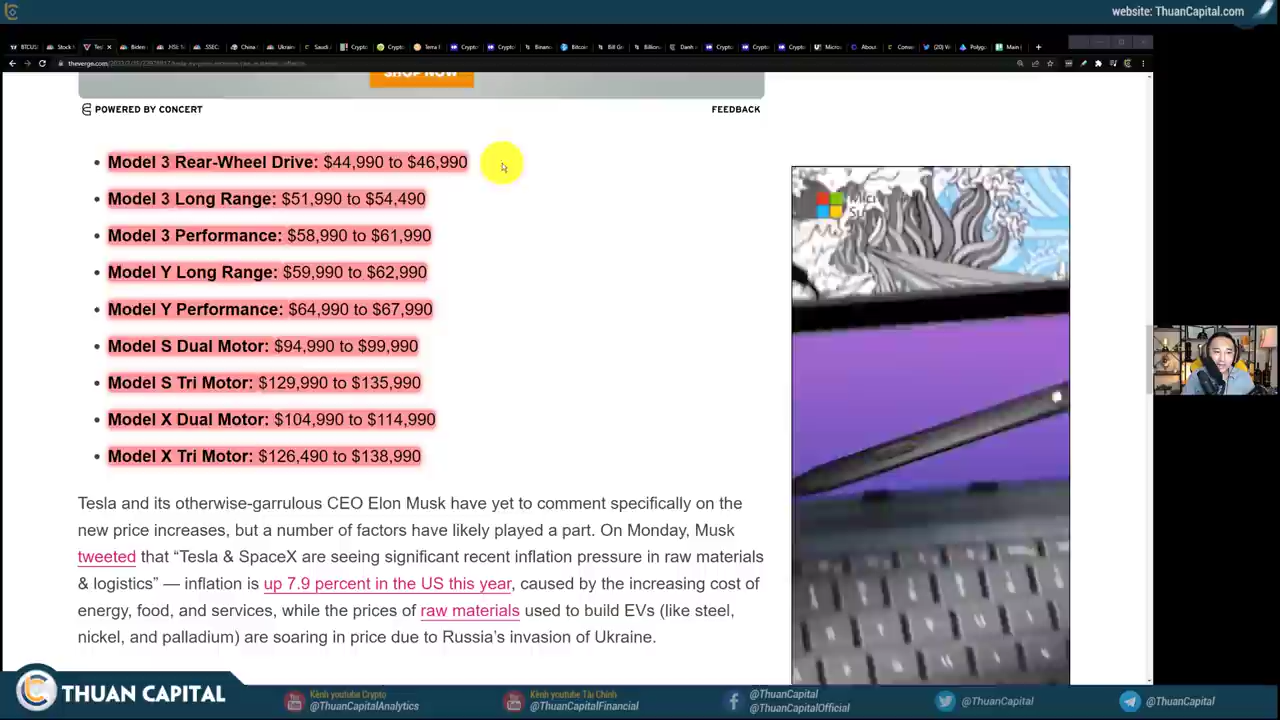 website: ThuanCapital.com
SHOP NOW
POWERED BY CONCERT
FEEDBACK
Model 3 Rear-Wheel Drive: $44,990 to $46,990
Model 3 Long Range: $51,990 to $54,490
Model 3 Performance: $58,990 to $61,990
Model Y Long Range: $59,990 to $62,990
Model Y Performance: $64,990 to $67,990
Model S Dual Motor: $94,990 to $99,990
Model S Tri Motor: $129,990 to $135,990
Model X Dual Motor: $104,990 to $114,990
Model X Tri Motor: $126,490 to $138,990
Tesla and its otherwise-garrulous CEO Elon Musk have yet to comment specifically on the
new price increases, but a number of factors have likely played a part. On Monday, Musk
tweeted that “Tesla & SpaceX are seeing significant recent inflation pressure in raw materials
& logistics” — inflation is up 7.9 percent in the US this year, caused by the increasing cost of
energy, food, and services, while the prices of raw materials used to build EVs (like steel,
nickel, and palladium) are soaring in price due to Russia’s invasion of Ukraine.
THUAN CAPITAL
Kênh youtube Crypto
@ThuanCapitalAnalytics
Kênh youtube Tài Chính
@ThuanCapitalFinancial
@ThuanCapital
@ThuanCapitalOfficial
@ThuanCapital
@ThuanCapital